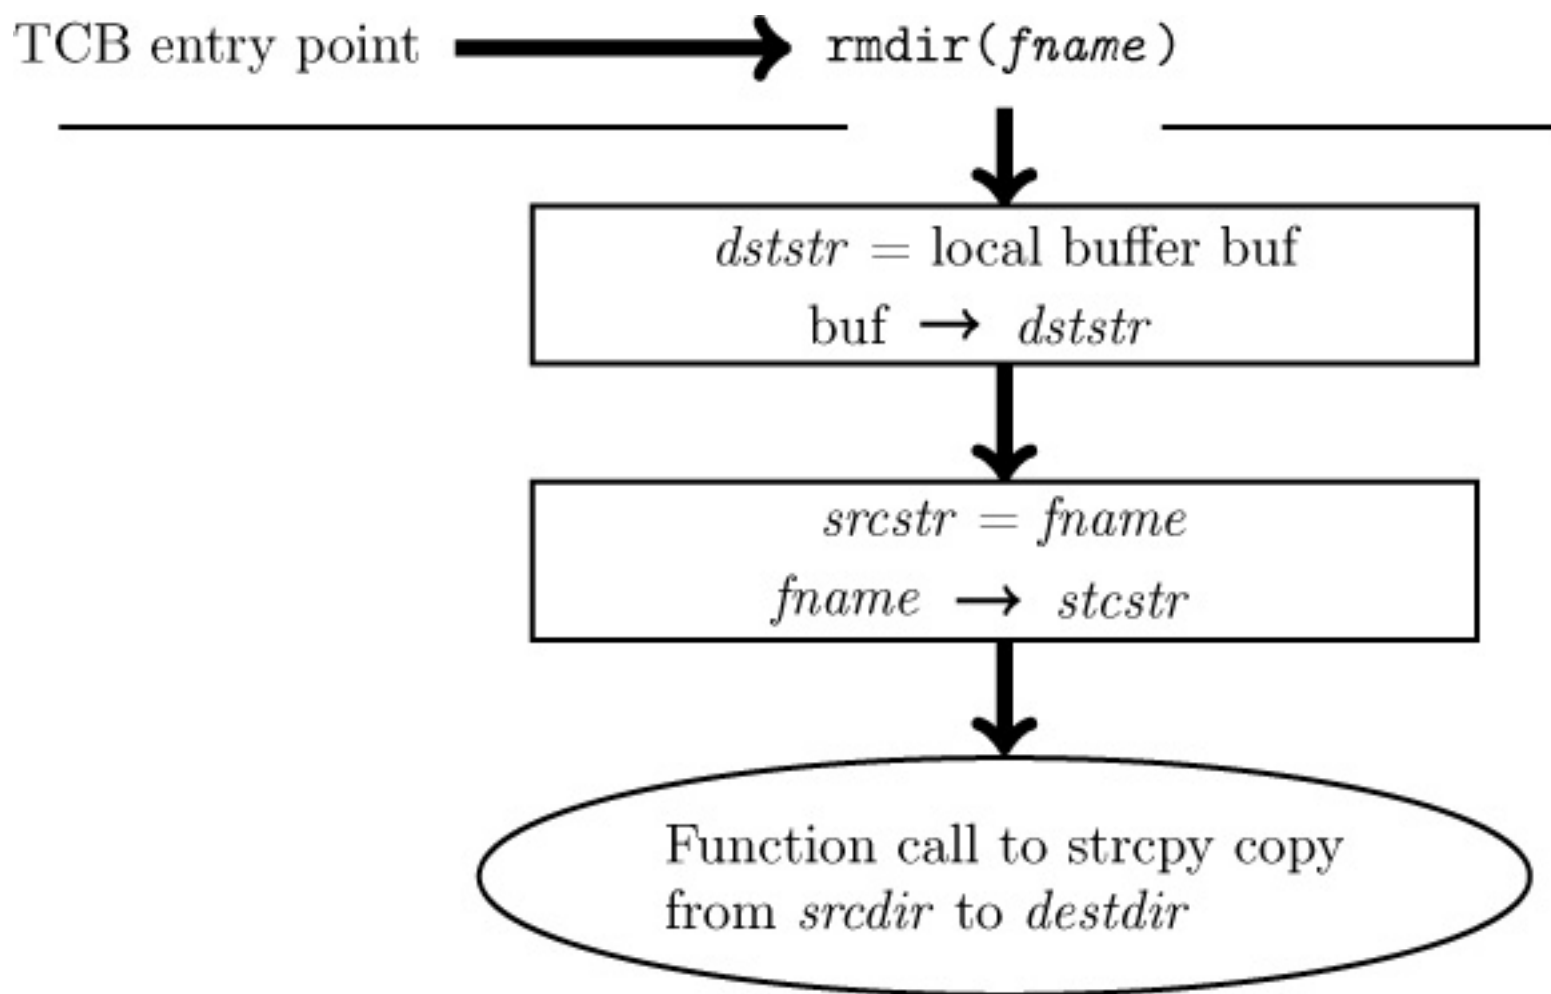 TCB entry point → rmdir(fname)
dststr = local buffer buf
buf → dststr
srcstr = fname
fname → stcstr
Function call to strcpy copy
from srcdir to destdir